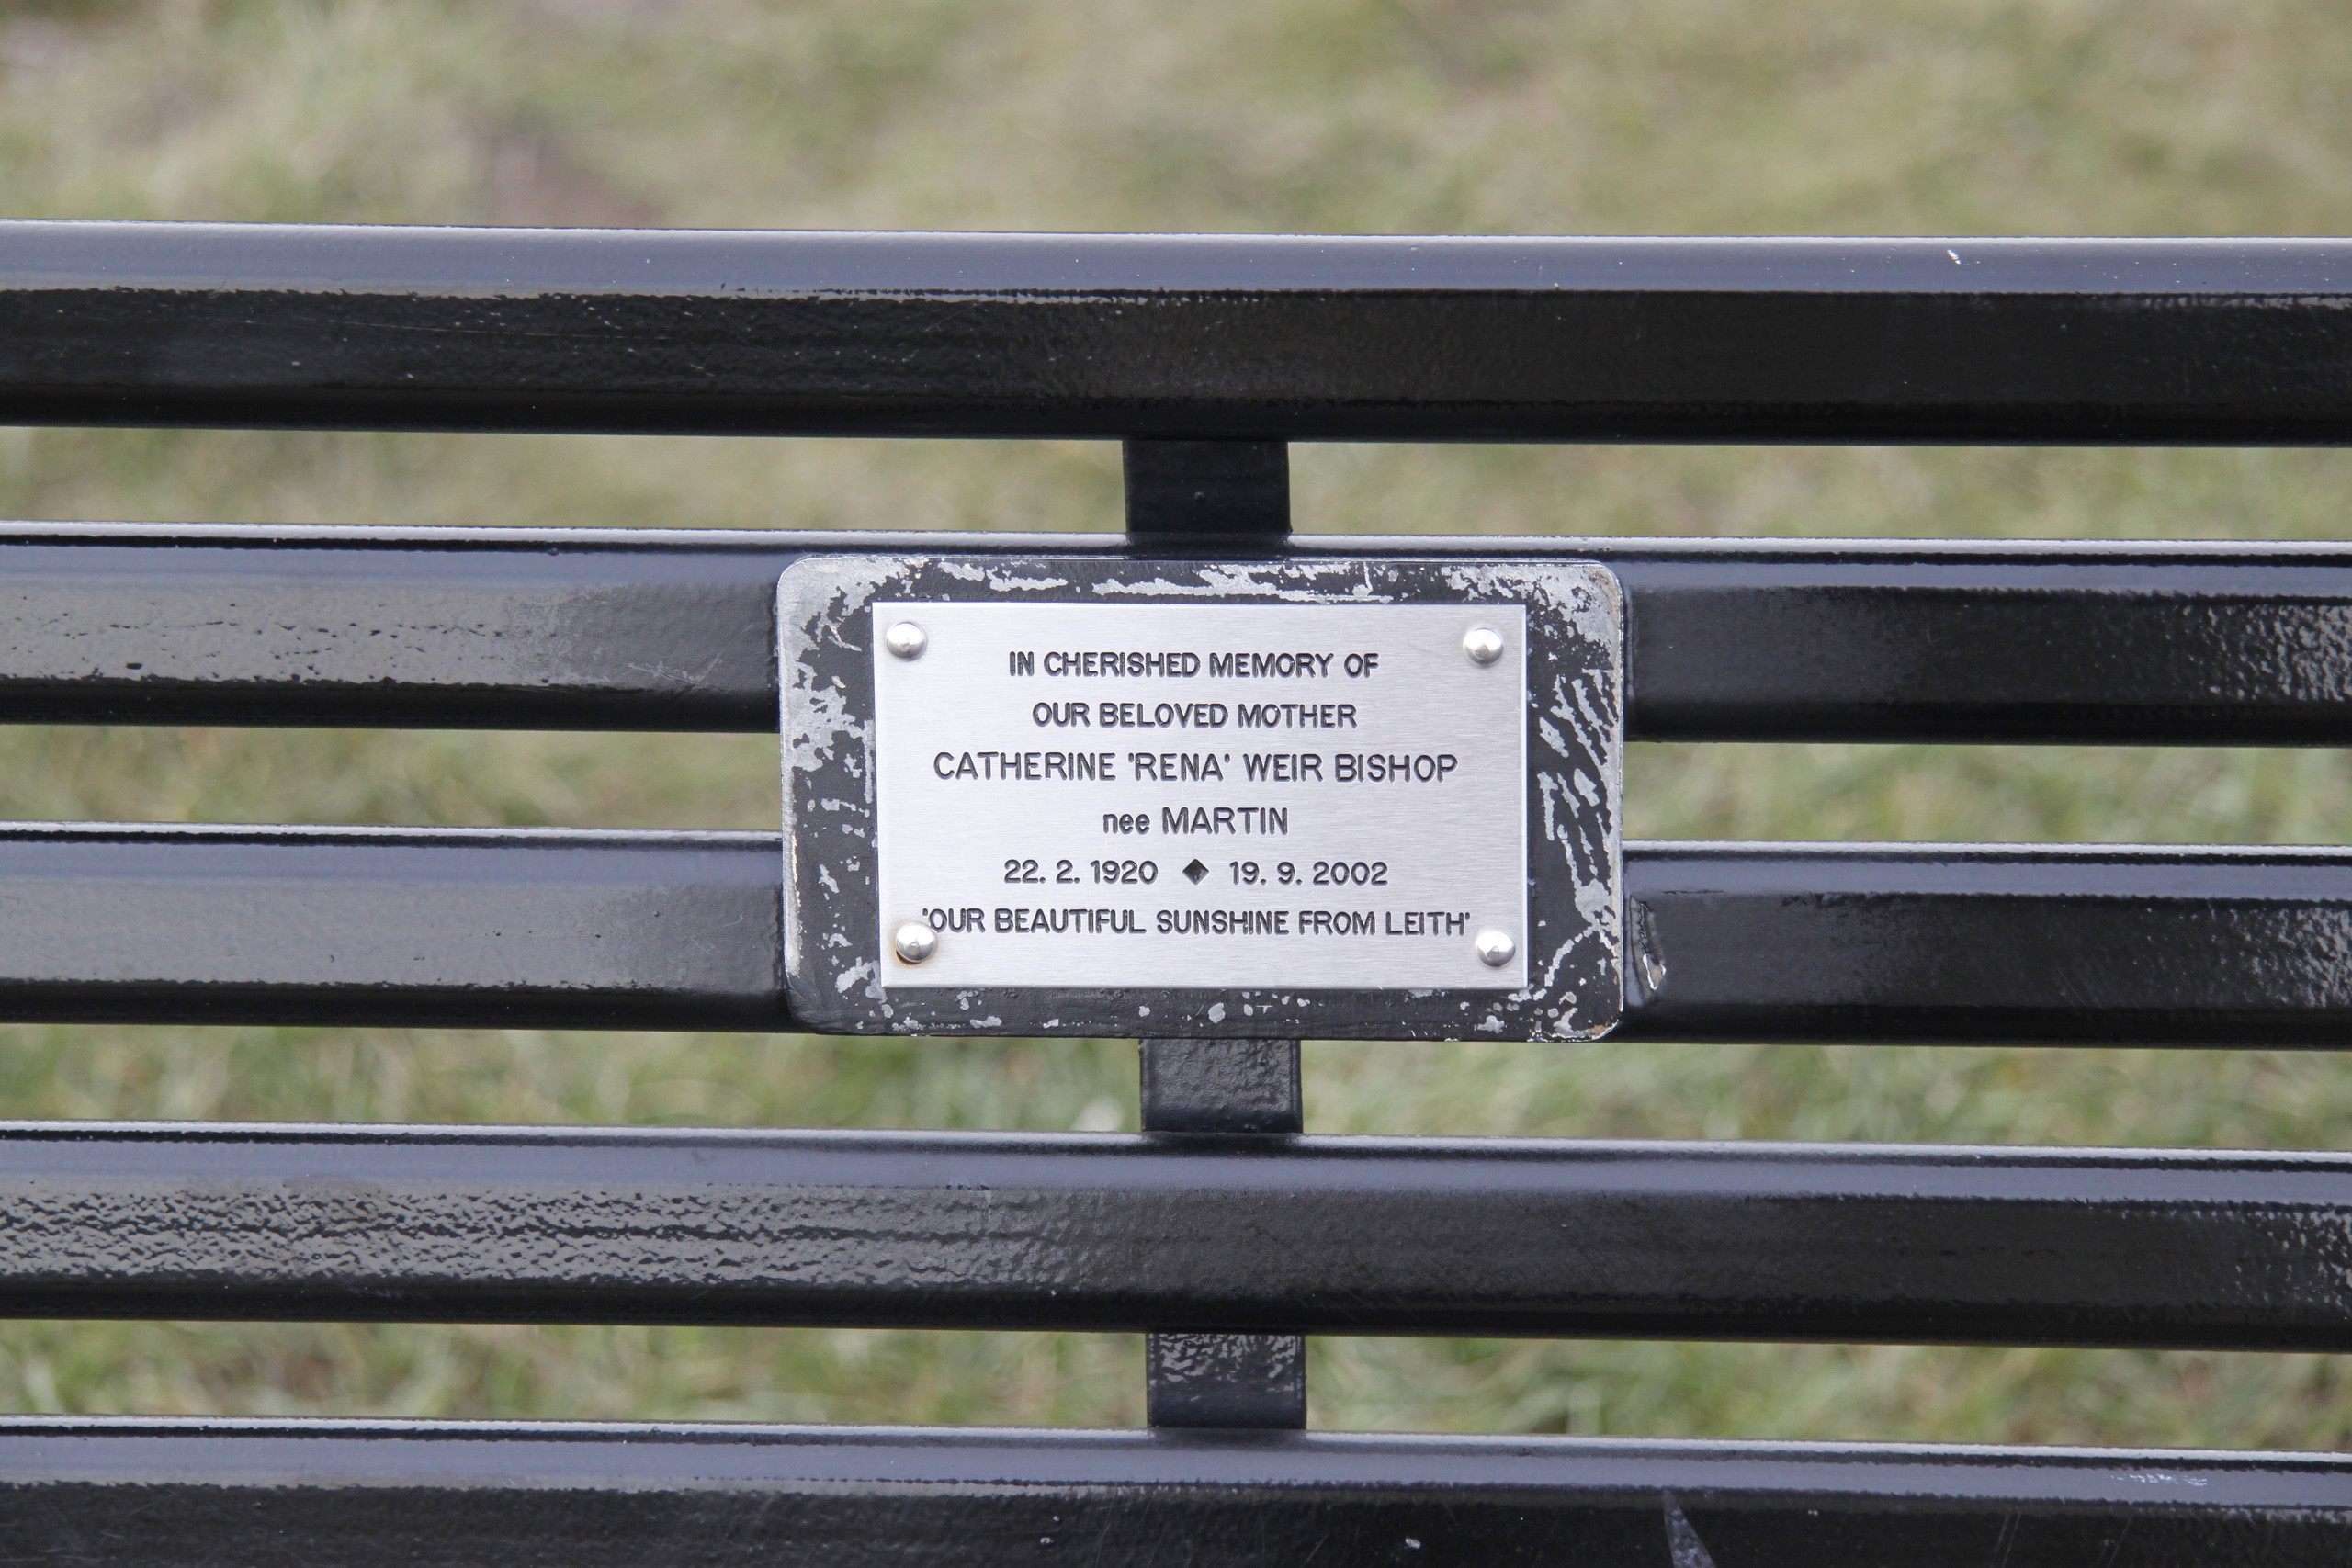 IN CHERISHED MEMORY OF
OUR BELOVED MOTHER
CATHERINE 'RENA' WEIR BISHOP
nee MARTIN
22. 2. 1920 ◆ 19. 9. 2002
'OUR BEAUTIFUL SUNSHINE FROM LEITH'